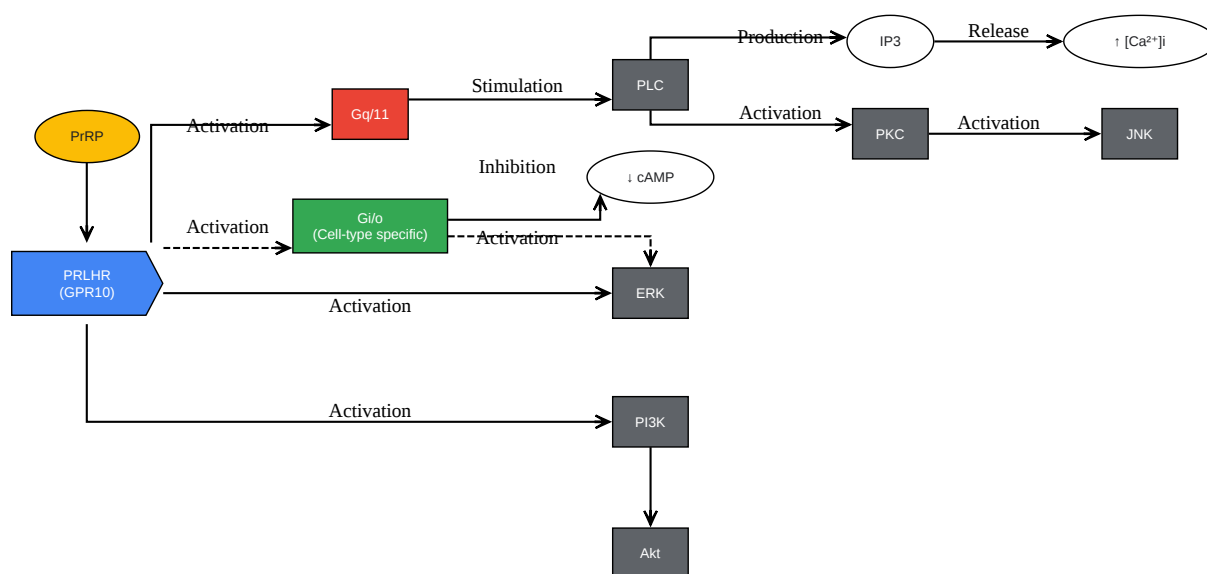 Production
IP3
Release
↑ [Ca²⁺]i
Stimulation
PLC
Gq/11
Activation
Activation
PKC
Activation
JNK
PrRP
Inhibition
↓ cAMP
Activation
Gi/o
(Cell-type specific)
Activation
PRLHR
(GPR10)
Activation
ERK
Activation
PI3K
Akt